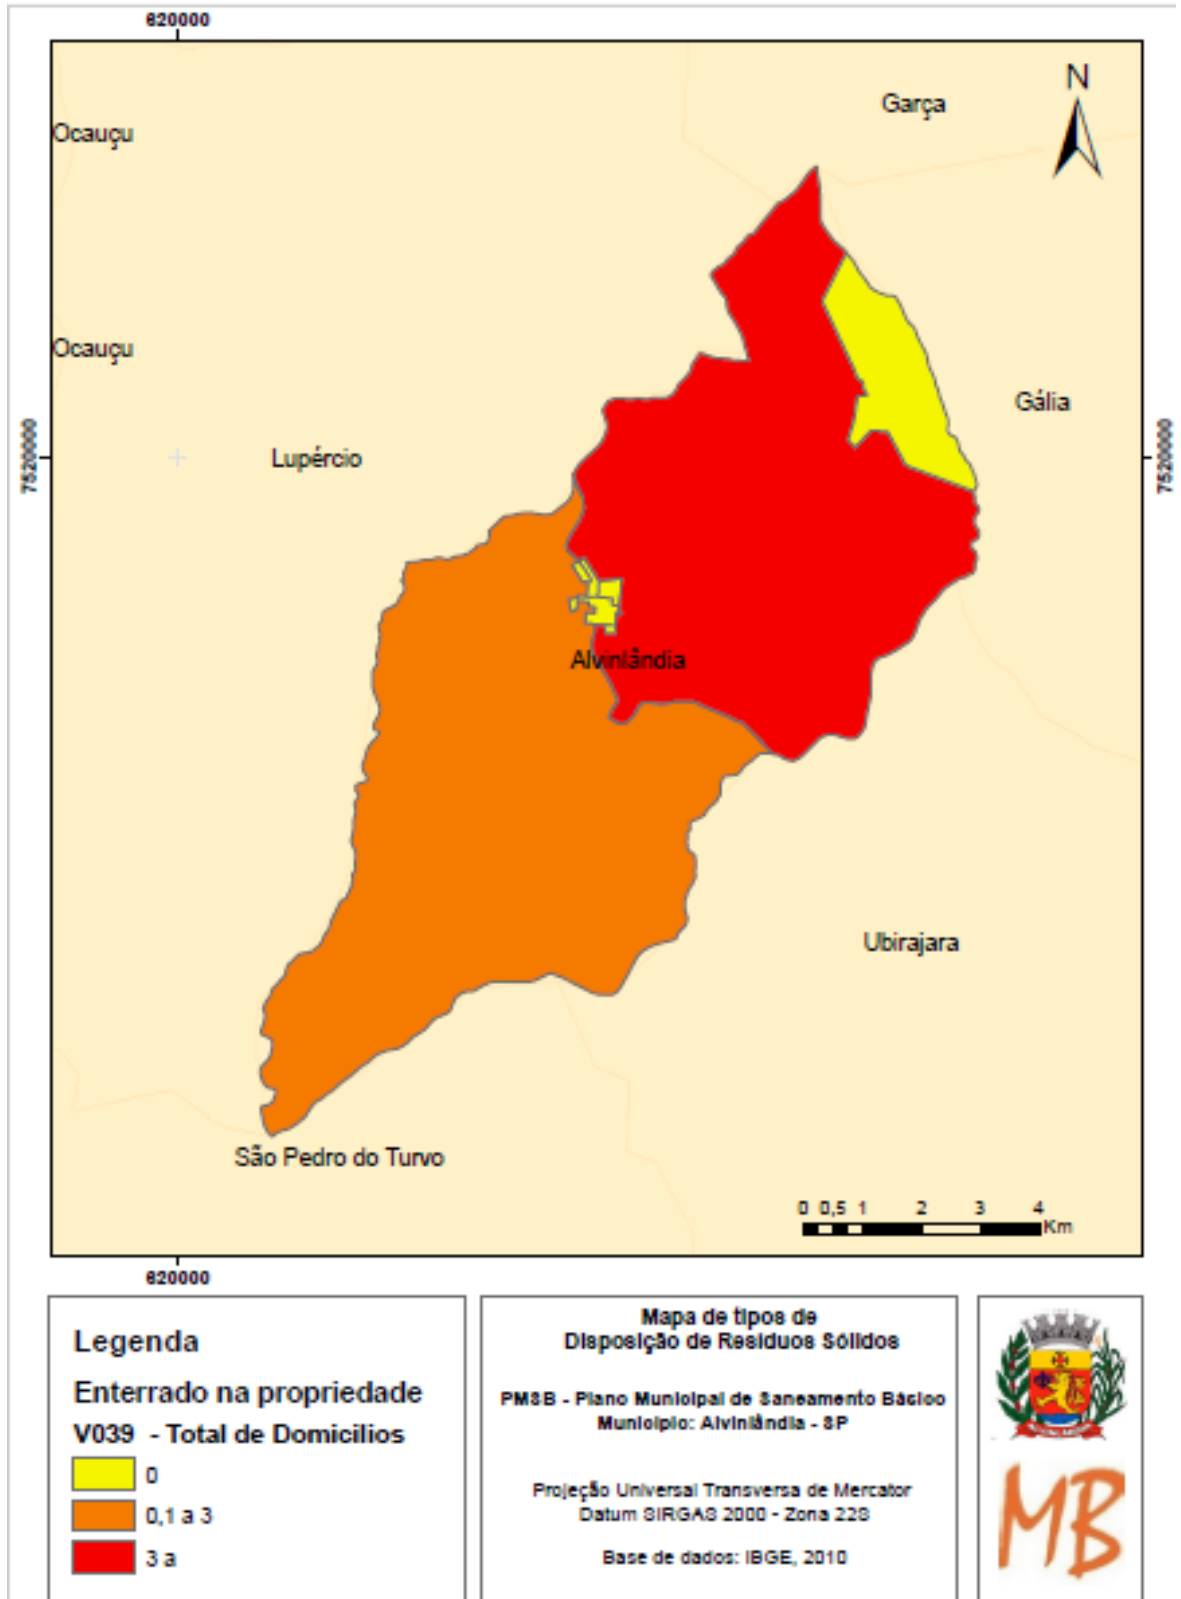 620000
Garça
N
Ocauçu
Ocauçu
Gália
7520000
7520000
Lupércio
Alvinlândia
Ubirajara
São Pedro do Turvo
0 0,5 1 2 3 4
Km
620000
Legenda
Enterrado na propriedade
V039 - Total de Domicílios
0
0,1 a 3
3 a
Mapa de tipos de
Disposição de Resíduos Sólidos
PMSB - Plano Municipal de Saneamento Básico
Município: Alvinlândia - SP
Projeção Universal Transversa de Mercator
Datum SIRGAS 2000 - Zona 22S
Base de dados: IBGE, 2010
MB